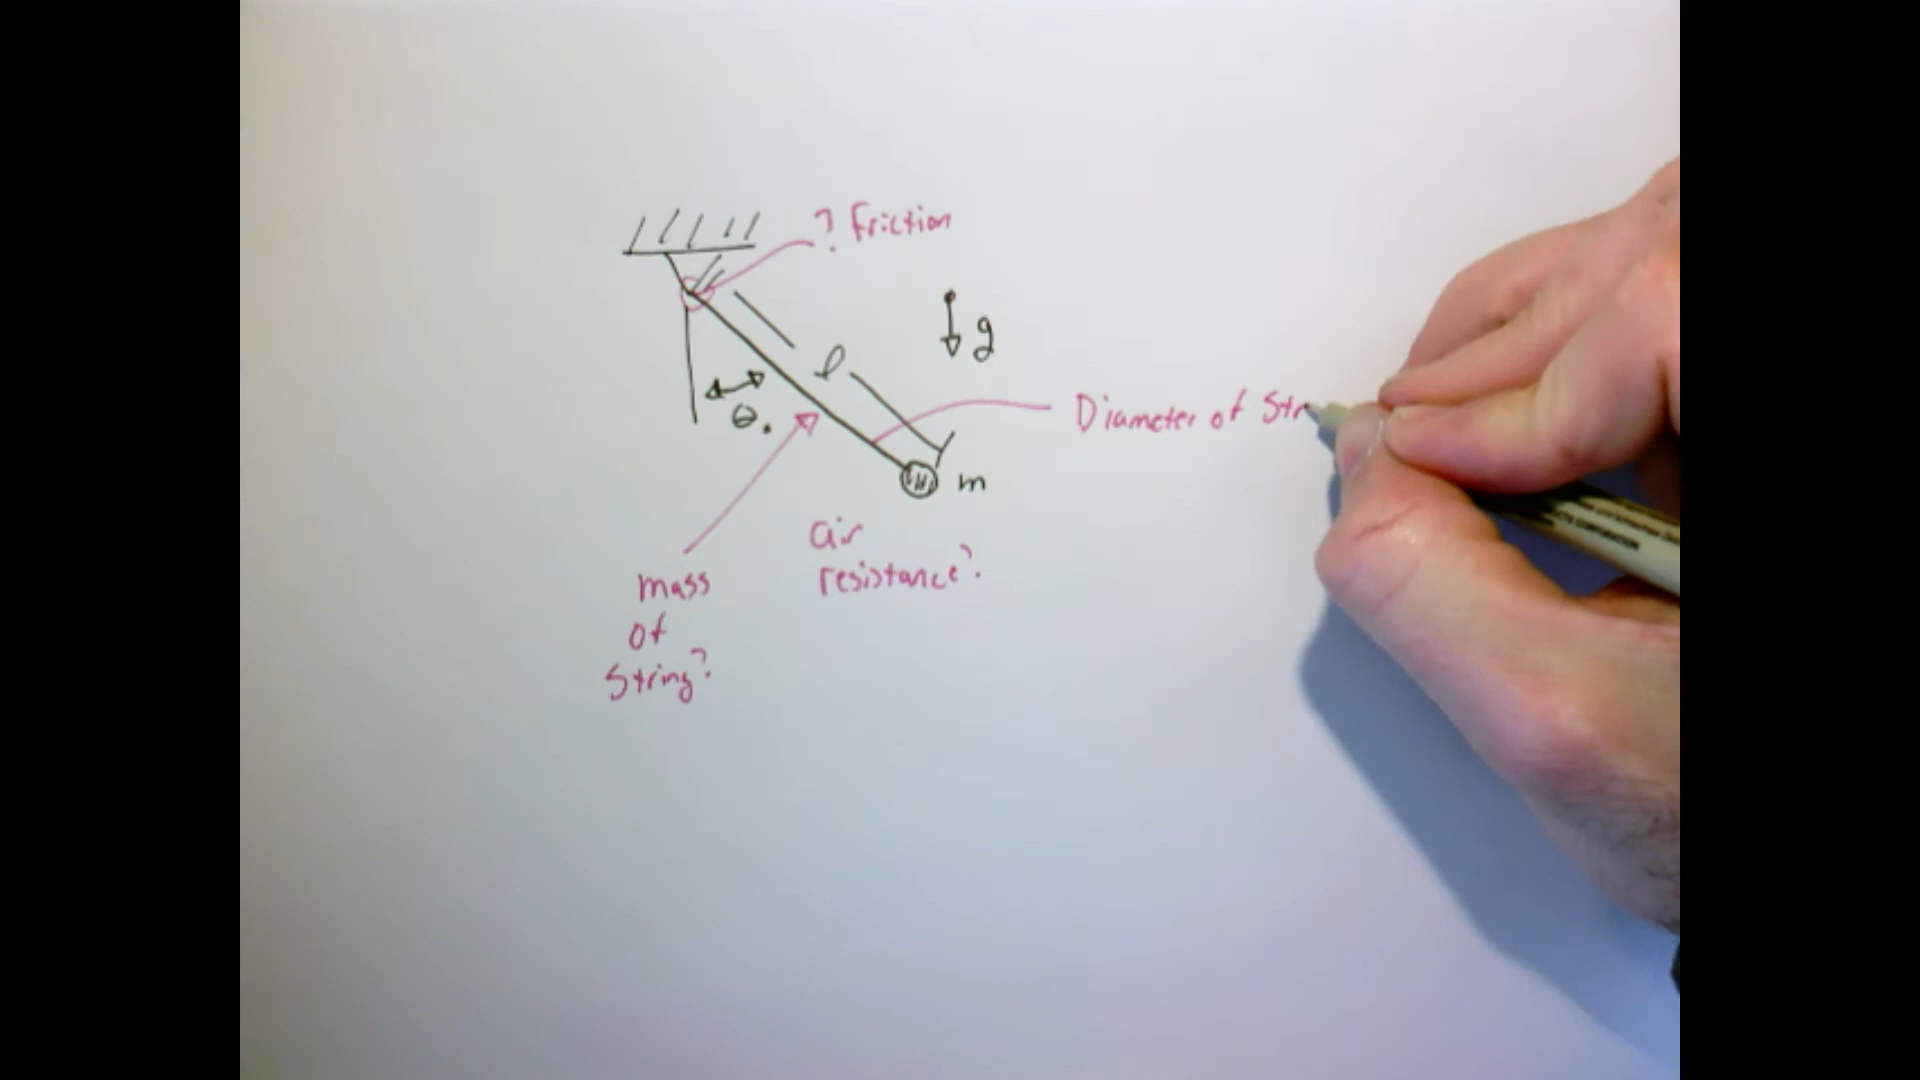 ? Friction
g
l
Diameter of Str
θ.
m
air
resistance?
mass
of
String?